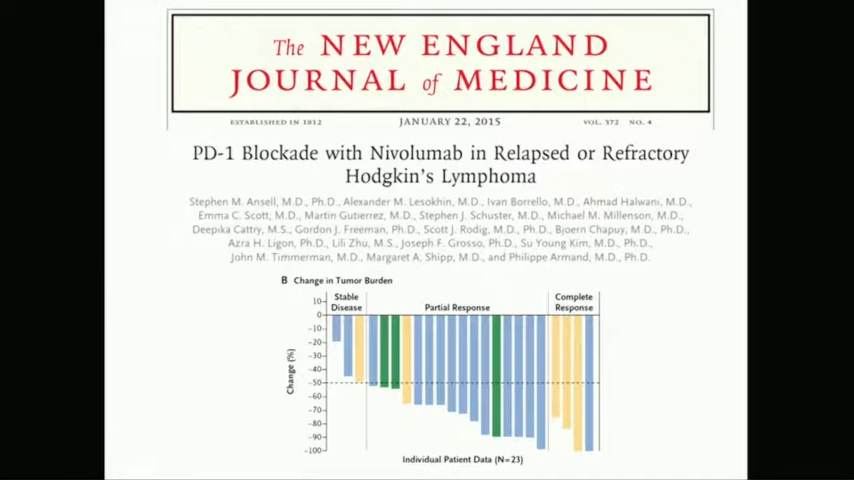 The NEW ENGLAND
JOURNAL of MEDICINE
ESTABLISHED IN 1812
JANUARY 22, 2015
VOL. 372 NO. 4
PD-1 Blockade with Nivolumab in Relapsed or Refractory
Hodgkin's Lymphoma
Stephen M. Ansell, M.D., Ph.D., Alexander M. Lesokhin, M.D., Ivan Borrello, M.D., Ahmad Halwani, M.D.,
Emma C. Scott, M.D., Martin Gutierrez, M.D., Stephen J. Schuster, M.D., Michael M. Millenson, M.D.,
Deepika Cattry, M.S., Gordon J. Freeman, Ph.D., Scott J. Rodig, M.D., Ph.D., Bjoern Chapuy, M.D., Ph.D.,
Azra H. Ligon, Ph.D., Lili Zhu, M.S., Joseph F. Grosso, Ph.D., Su Young Kim, M.D., Ph.D.,
John M. Timmerman, M.D., Margaret A. Shipp, M.D., and Philippe Armand, M.D., Ph.D.
B Change in Tumor Burden
Stable
Disease
Partial Response
Complete
Response
Change (%)
10
0
-10
-20
-30
-40
-50
-60
-70
-80
-90
-100
Individual Patient Data (N=23)